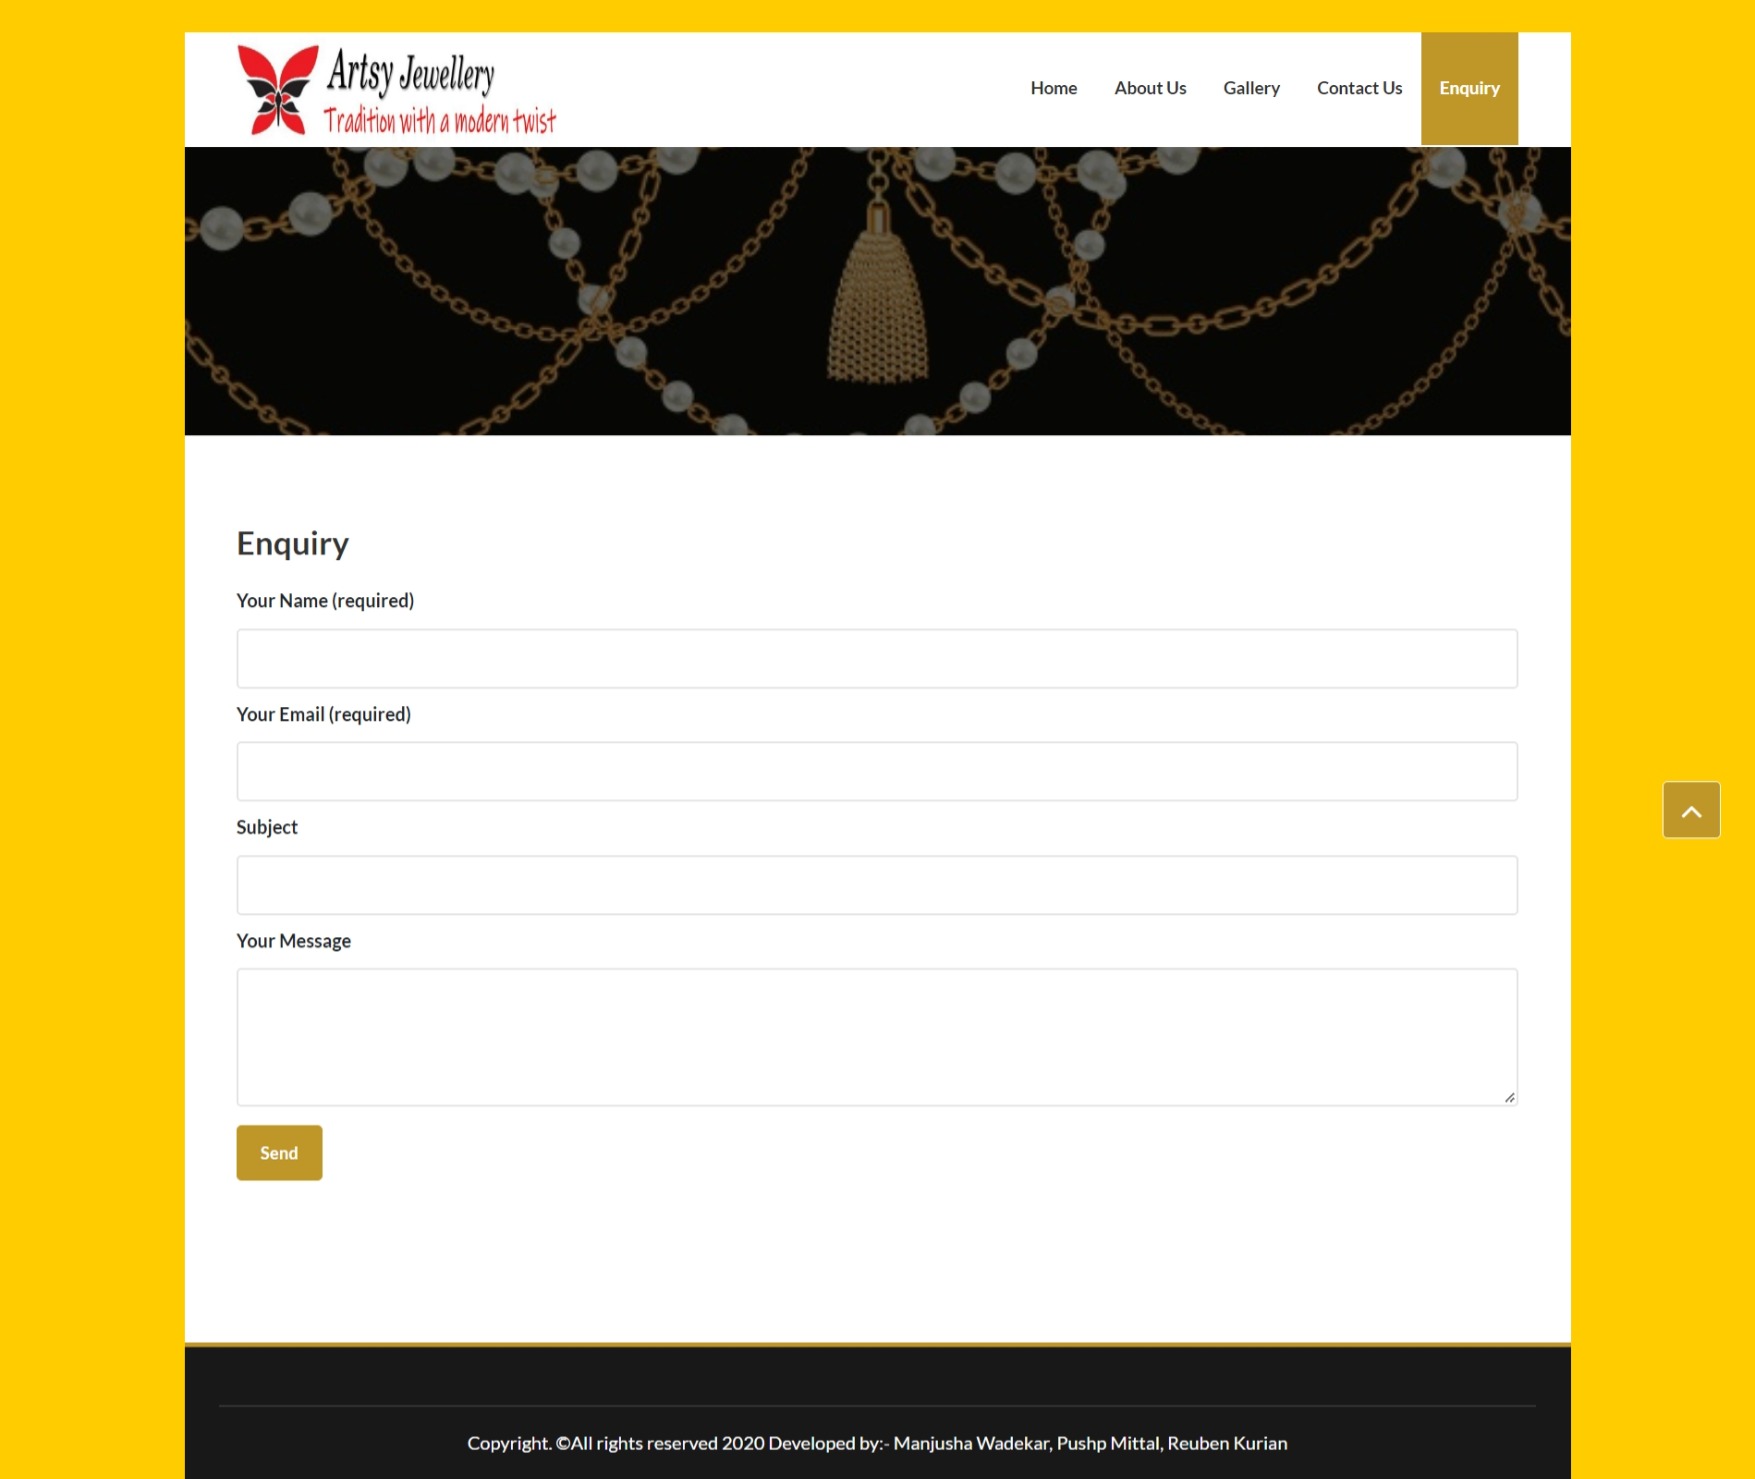 Artsy Jewellery
Tradition with a modern twist
Home About Us Gallery Contact Us Enquiry
Enquiry
Your Name (required)
Your Email (required)
Subject
Your Message
Send
Copyright. ©All rights reserved 2020 Developed by:- Manjusha Wadekar, Pushp Mittal, Reuben Kurian